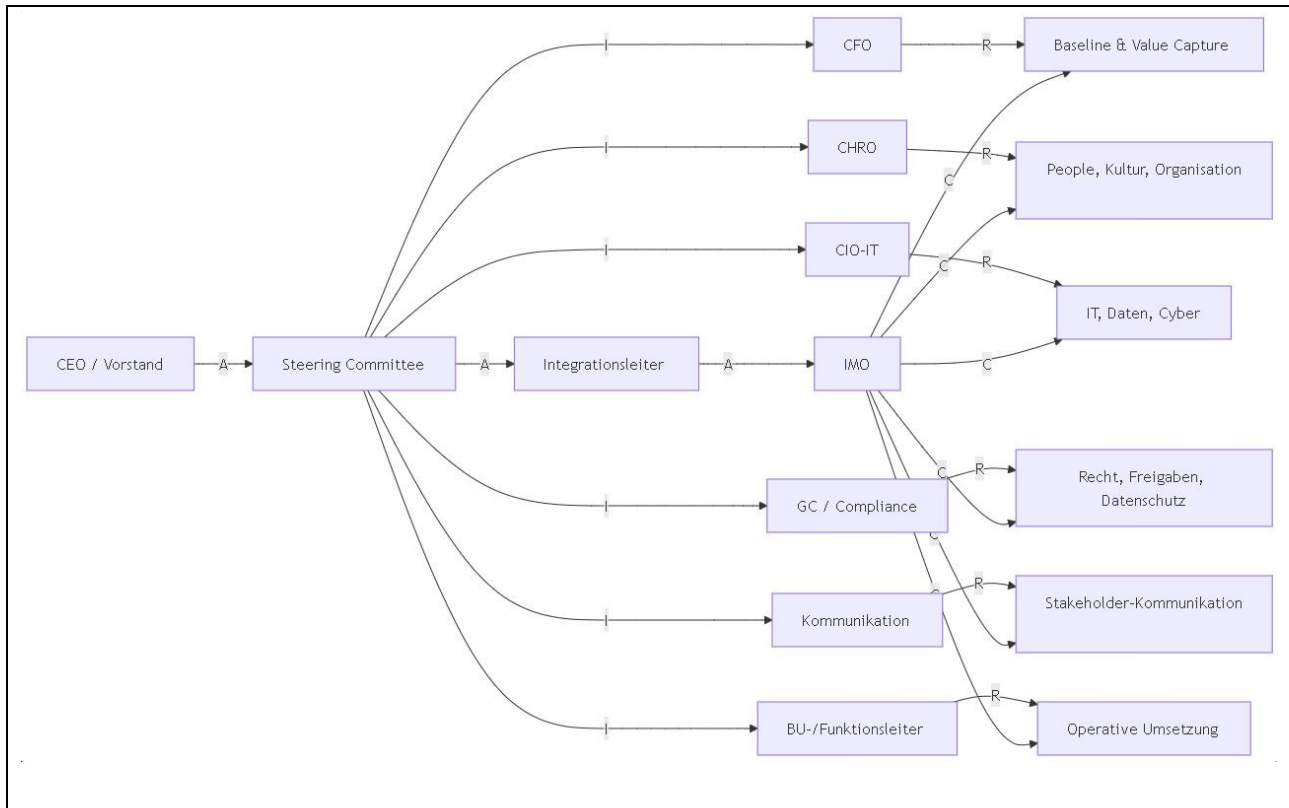 CFO
R
Baseline & Value Capture
I
CHRO
R
People, Kultur, Organisation
I
C
CIO-IT
R
I
C
IT, Daten, Cyber
CEO / Vorstand
A
Steering Committee
A
Integrationsleiter
A
IMO
C
Recht, Freigaben,
Datenschutz
C
R
GC / Compliance
I
C
Stakeholder-Kommunikation
R
C
Kommunikation
I
R
BU-/Funktionsleiter
I
Operative Umsetzung
I